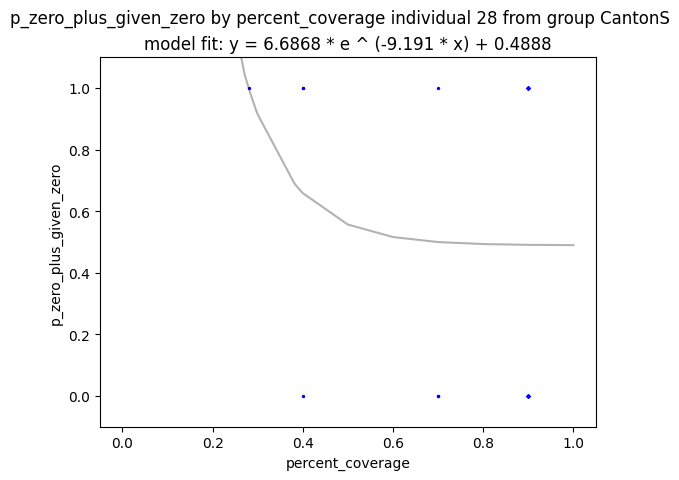 p_zero_plus_given_zero by percent_coverage individual 28 from group CantonS
model fit: y = 6.6868 * e ^ (-9.191 * x) + 0.4888
1.0
0.8
0.6
0.4
0.2
0.0
p_zero_plus_given_zero
0.0 0.2 0.4 0.6 0.8 1.0
percent_coverage